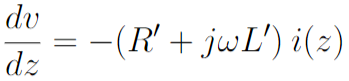 dv/dz = −(R′ + jωL′) i(z)